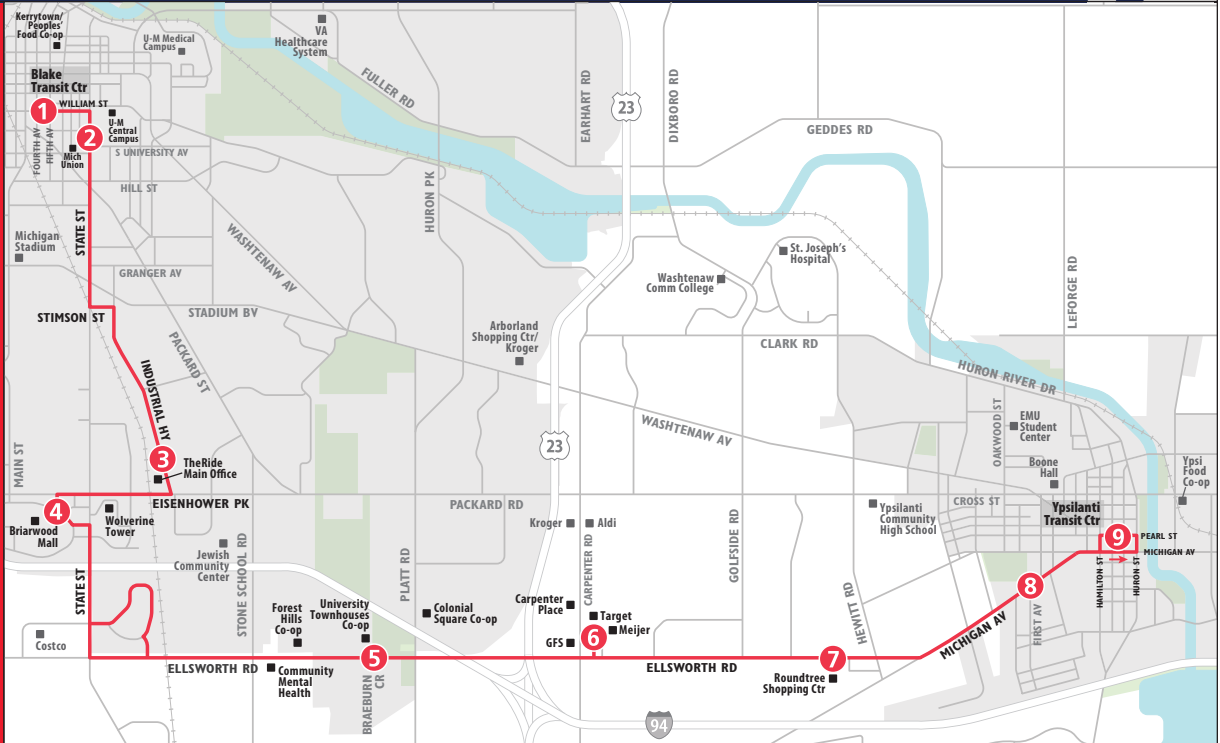 Kerrytown/
Peoples'
Food Co-op
U-M Medical
Campus
VA
Healthcare
System
FULLER RD
EARHART RD
23
DIXBORO RD
GEDDES RD
Blake
Transit Ctr
1
WILLIAM ST
2
U-M
Central
Campus
FOURTH AV
FIFTH AV
Mich
Union
S UNIVERSITY AV
HILL ST
HURON PK
STATE ST
Michigan
Stadium
WASHTENAW AV
GRANGER AV
St. Joseph's
Hospital
Washtenaw
Comm College
LEFORGE RD
STIMSON ST
STADIUM BV
Arborland
Shopping Ctr/
Kroger
CLARK RD
PACKARD ST
INDUSTRIAL HY
HURON RIVER DR
WASHTENAW AV
OAKWOOD ST
EMU
Student
Center
23
MAIN ST
3
TheRide
Main Office
Boone
Hall
Ypsi
Food
Co-op
EISENHOWER PK
PACKARD RD
CROSS ST
4
Briarwood
Mall
Wolverine
Tower
Kroger
Aldi
GOLFSIDE RD
Ypsilanti
Community
High School
Ypsilanti
Transit Ctr
9
PEARL ST
MICHIGAN AV
Jewish
Community
Center
STONE SCHOOL RD
PLATT RD
CARPENTER RD
HAMILTON ST
HURON ST
STATE ST
Forest
Hills
Co-op
University
Townhouses
Co-op
Colonial
Square Co-op
Carpenter
Place
Target
Meijer
GFS
6
HEWITT RD
8
MICHIGAN AV
FIRST AV
Costco
5
7
ELLSWORTH RD
ELLSWORTH RD
Community
Mental
Health
BRAEBURN
CR
Roundtree
Shopping Ctr
94